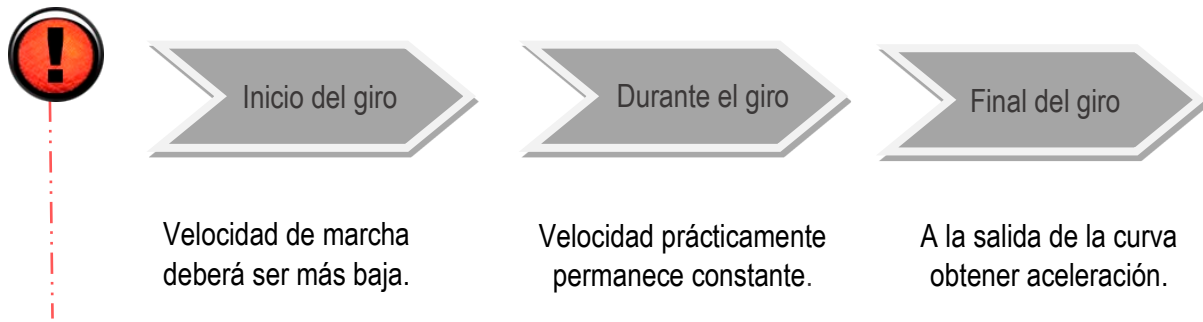 Inicio del giro
Durante el giro
Final del giro
Velocidad de marcha
deberá ser más baja.
Velocidad prácticamente
permanece constante.
A la salida de la curva
obtener aceleración.